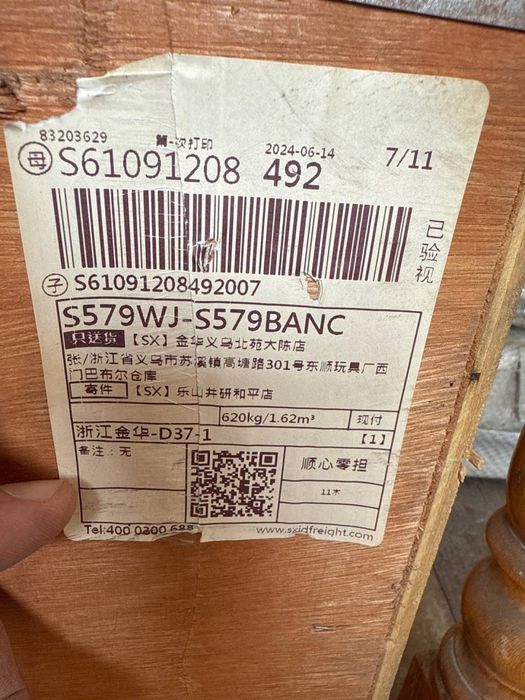 83203629 第一次打印 2024-06-14 7/11
母 S61091208 492
已验视
子 S61091208492007
S579WJ-S579BANC
只送货 【SX】金华义乌北苑大陈店
张/浙江省义乌市苏溪镇高塘路301号东顺玩具厂西
门巴布尔仓库
寄件 【SX】乐山井研和平店
620kg/1.62m³ 现付
浙江金华-D37-1 【1】
备注：无 顺心零担
11木
Tel:400 0300 688 www.sxjdfreight.com